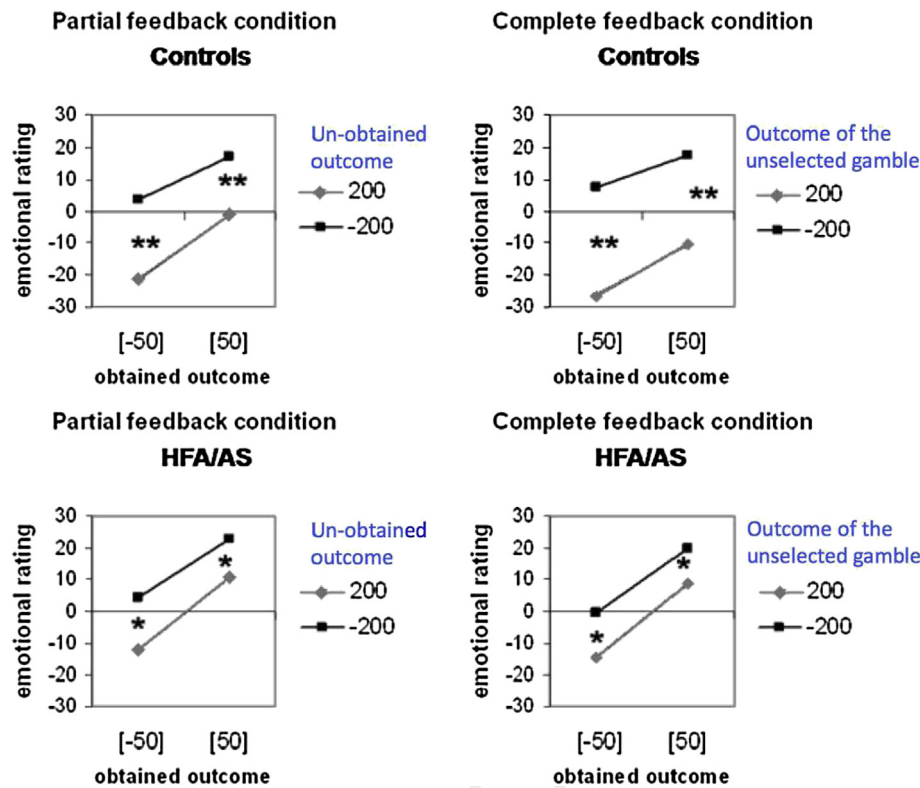 Partial feedback condition
Controls
30
20
10
0
-10
-20
-30
emotional rating
**
**
[-50] [50]
obtained outcome
Un-obtained
outcome
200
-200
Complete feedback condition
Controls
30
20
10
0
-10
-20
-30
emotional rating
**
**
[-50] [50]
obtained outcome
Outcome of the
unselected gamble
200
-200
Partial feedback condition
HFA/AS
30
20
10
0
-10
-20
-30
emotional rating
*
*
[-50] [50]
obtained outcome
Un-obtained
outcome
200
-200
Complete feedback condition
HFA/AS
30
20
10
0
-10
-20
-30
emotional rating
*
*
[-50] [50]
obtained outcome
Outcome of the
unselected gamble
200
-200